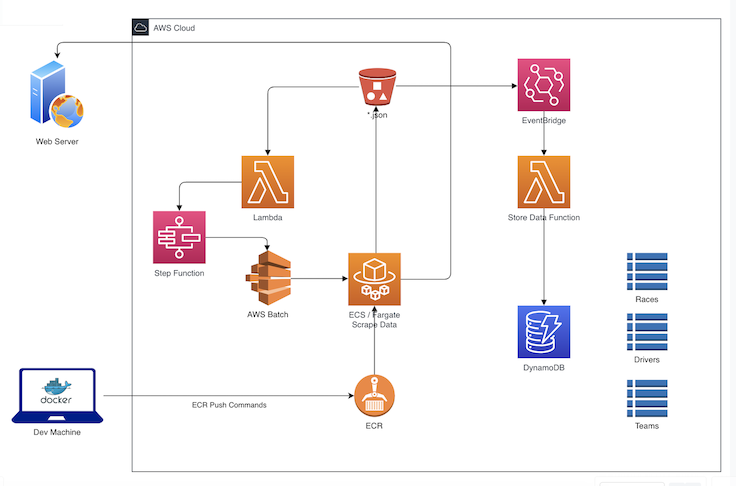 AWS Cloud
*.json
Web Server
EventBridge
Lambda
Store Data Function
Step Function
Races
AWS Batch
ECS / Fargate
Scrape Data
Drivers
DynamoDB
docker
ECR Push Commands
Teams
Dev Machine
ECR